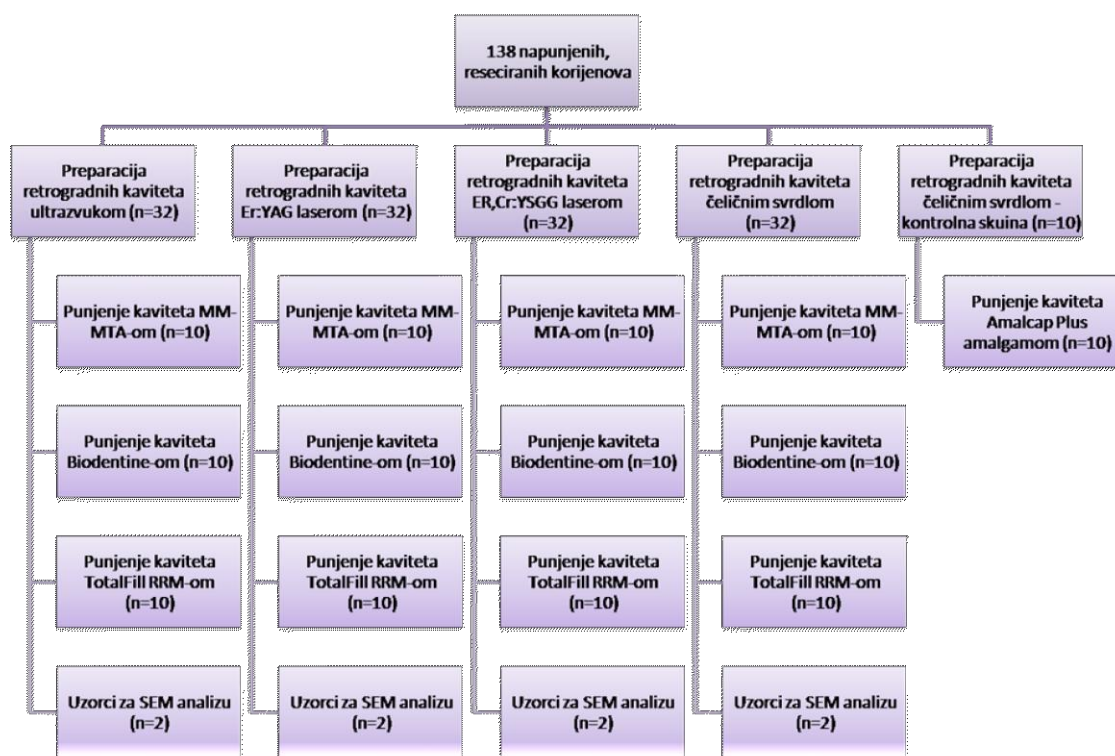 138 napunjenih,
reseciranih korijenova
Preparacija
retrogradnih kaviteta
ultrazvukom (n=32)
Preparacija
retrogradnih kaviteta
Er:YAG laserom (n=32)
Preparacija
retrogradnih kaviteta
ER,Cr:YSGG laserom
(n=32)
Preparacija
retrogradnih kaviteta
čeličnim svrdlom
(n=32)
Preparacija
retrogradnih kaviteta
čeličnim svrdlom -
kontrolna skuina (n=10)
Punjenje kaviteta MM-
MTA-om (n=10)
Punjenje kaviteta MM-
MTA-om (n=10)
Punjenje kaviteta MM-
MTA-om (n=10)
Punjenje kaviteta MM-
MTA-om (n=10)
Punjenje kaviteta
Amalcap Plus
amalgamom (n=10)
Punjenje kaviteta
Biodentine-om (n=10)
Punjenje kaviteta
Biodentine-om (n=10)
Punjenje kaviteta
Biodentine-om (n=10)
Punjenje kaviteta
Biodentine-om (n=10)
Punjenje kaviteta
TotalFill RRM-om
(n=10)
Punjenje kaviteta
TotalFill RRM-om
(n=10)
Punjenje kaviteta
TotalFill RRM-om
(n=10)
Punjenje kaviteta
TotalFill RRM-om
(n=10)
Uzorci za SEM analizu
(n=2)
Uzorci za SEM analizu
(n=2)
Uzorci za SEM analizu
(n=2)
Uzorci za SEM analizu
(n=2)